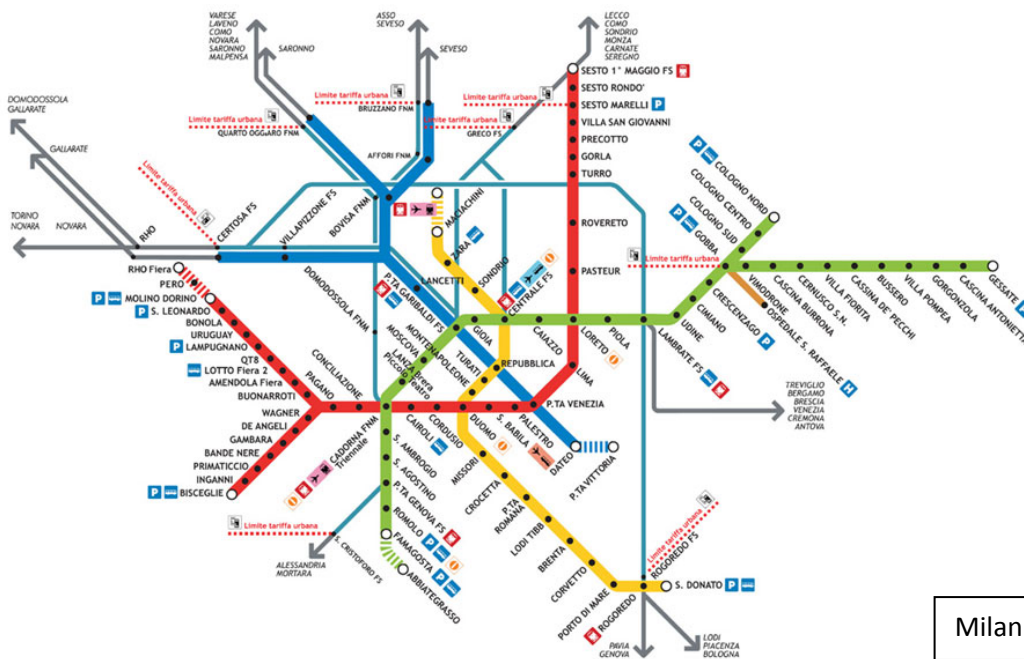 VARESE
LAVENO
COMO
NOVARA
SARONNO
MALPENSA
SARONNO
ASSO
SEVESO
SEVESO
LECCO
COMO
SONDRIO
MONZA
CARNATE
SEREGNO
DOMODOSSOLA
GALLARATE
GALLARATE
TORINO
NOVARA
NOVARA
RHO
Limite tariffa urbana
CERTOSA FS
VILLAPIZZONE FS
BOVISA FNM
Limite tariffa urbana
QUARTO OGGIARO FNM
Limite tariffa urbana
BRUZZANO FNM
AFFORI FNM
Limite tariffa urbana
Limite tariffa urbana
GRECO FS
SESTO 1° MAGGIO FS
SESTO RONDO'
SESTO MARELLI P
VILLA SAN GIOVANNI
PRECOTTO
GORLA
TURRO
ROVERETO
PASTEUR
LORETO i
LIMA
P.TA VENEZIA
PALESTRO
S. BABILA
DUOMO i
CORDUSIO
CAIROLI
CADORNA FNM
Triennale
i
CONCILIAZIONE
PAGANO
RHO Fiera
PERO
P MOLINO DORINO
P S. LEONARDO
BONOLA
URUGUAY
P LAMPUGNANO
QT8
LOTTO Fiera 2
AMENDOLA Fiera
BUONARROTI
WAGNER
DE ANGELI
GAMBARA
BANDE NERE
PRIMATICCIO
INGANNI
P BISCEGLIE
MACIACHINI
ZARA
SONDRIO
CENTRALE FS
i
REPUBBLICA
TURATI
MONTENAPOLEONE
MISSORI
CROCETTA
P.TA
ROMANA
LODI TIBB
BRENTA
CORVETTO
PORTO DI MARE
ROGOREDO
S. DONATO P
Limite tariffa urbana
ROGOREDO FS
DOMODOSSOLA FNM
LANCETTI
P.TA GARIBALDI FS
DATEO
P.TA VITTORIA
P COLOGNO NORD
COLOGNO CENTRO
COLOGNO SUD
P GOBBA
Limite tariffa urbana
VIMODRONE
CASCINA BURRONA
CERNUSCO S.N.
VILLA FIORITA
CASSINA DE' PECCHI
BUSSERO
VILLA POMPEA
GORGONZOLA
CASCINA ANTONIETTA
GESSATE P
OSPEDALE S. RAFFAELE H
CRESCENZAGO P
CIMIANO
UDINE
LAMBRATE FS P
PIOLA
CAIAZZO
GIOIA
MOSCOVA
LANZA Brera
Piccolo Teatro
S. AMBROGIO
S. AGOSTINO
P.TA GENOVA FS
ROMOLO P i
FAMAGOSTA P
ABBIATEGRASSO
Limite tariffa urbana
S. CRISTOFORO FS
ALESSANDRIA
MORTARA
TREVIGLIO
BERGAMO
BRESCIA
VENEZIA
CREMONA
ANTOVA
PAVIA
GENOVA
LODI
PIACENZA
BOLOGNA
Milan